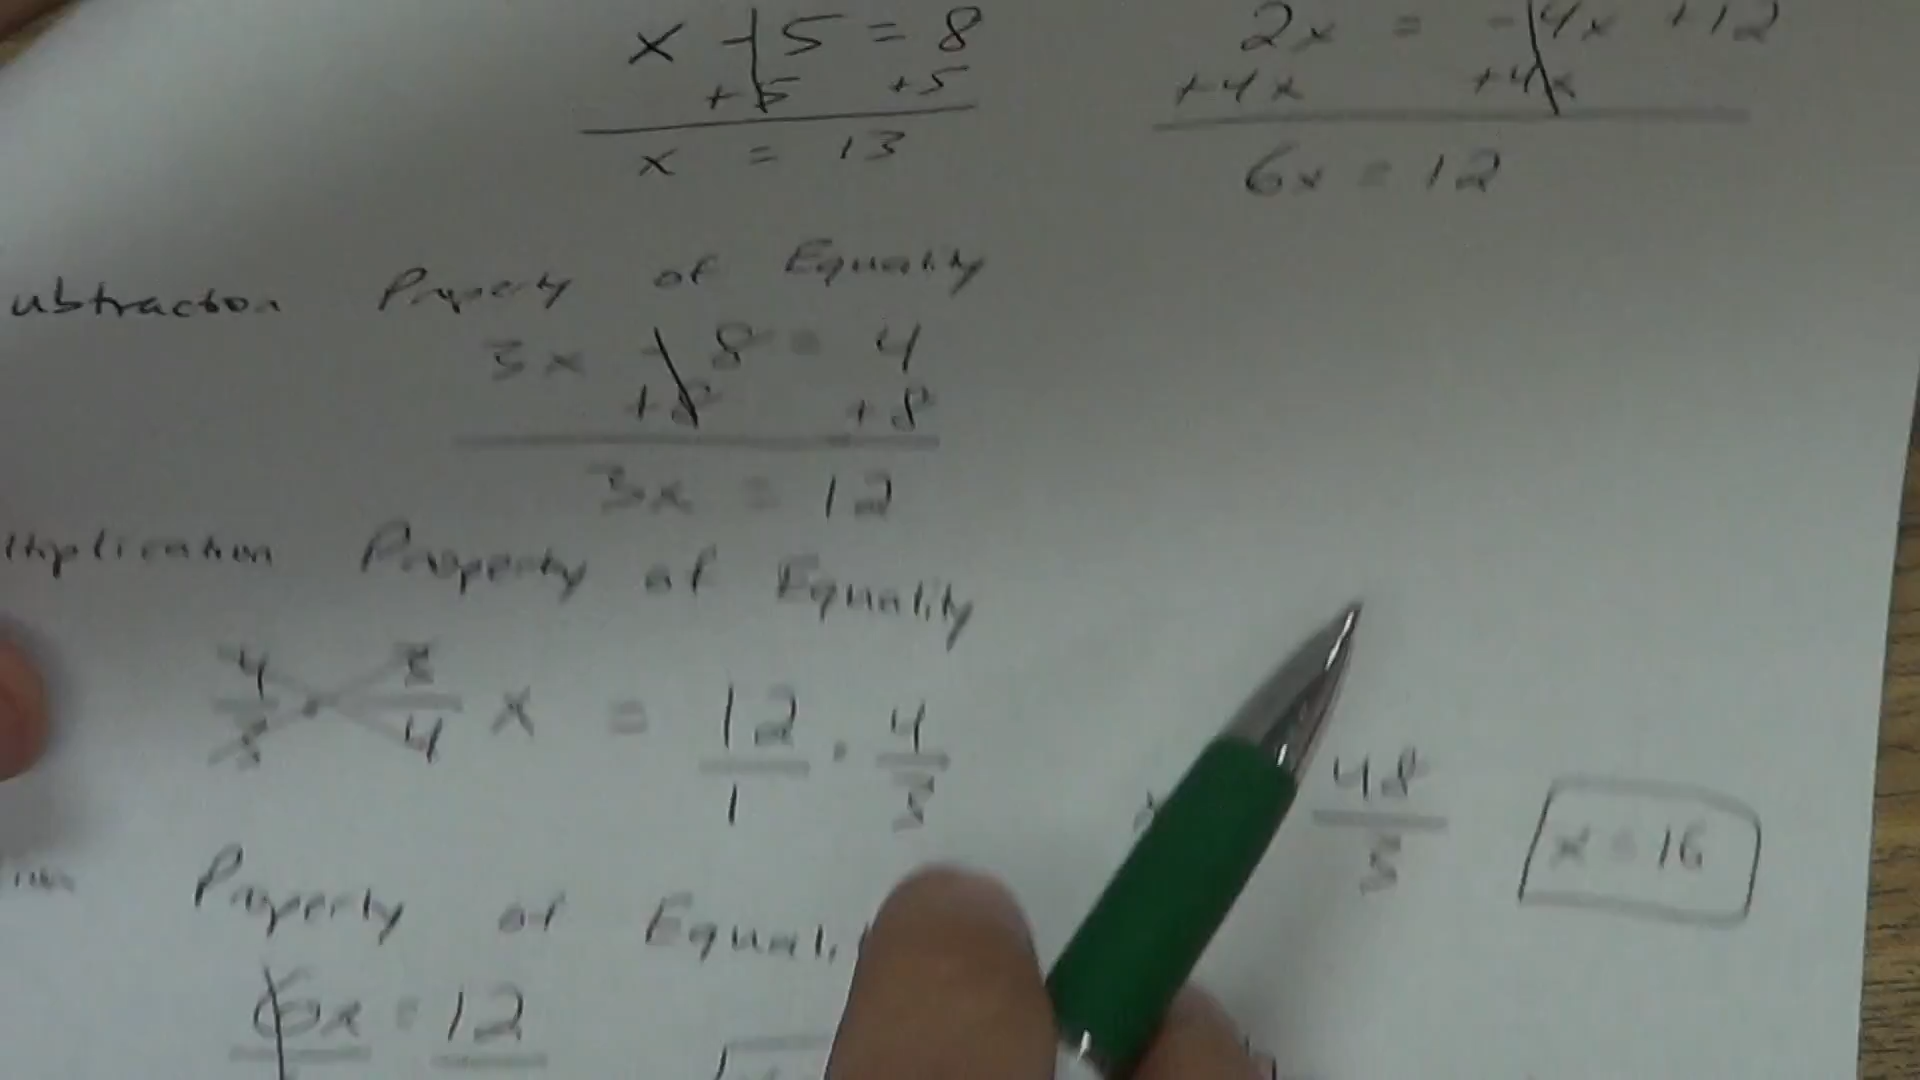 x - 5 = 8
+5 +5
x = 13
2x = -4x +12
+4x +4x
6x = 12
ubtraction Property of Equality
3x - 8 = 4
+8 +8
3x = 12
ltiplication Property of Equality
4/3 · 3/4 x = 12/1 · 4/3
48/3
x = 16
Property of Equali
6x = 12